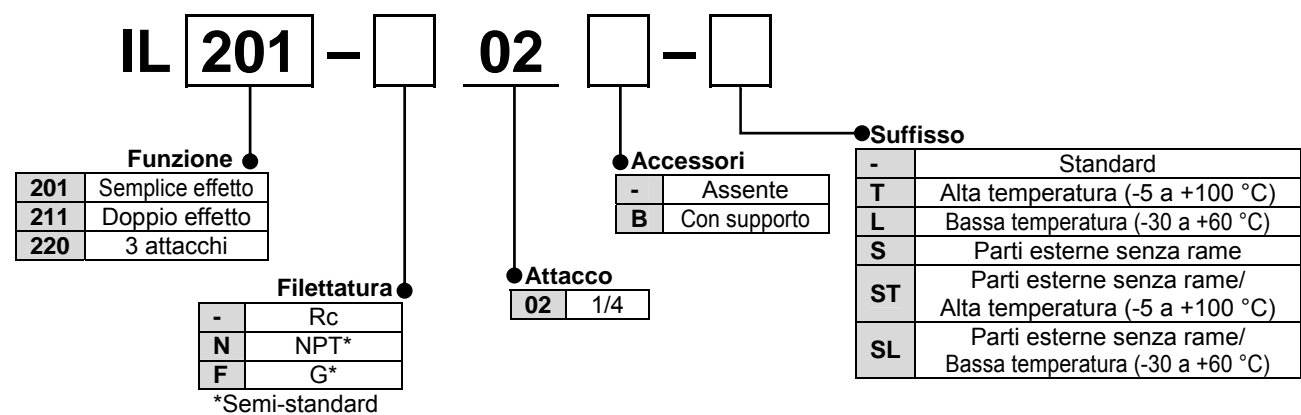 IL 201 – 02 –
Funzione
201 Semplice effetto
211 Doppio effetto
220 3 attacchi
Filettatura
- Rc
N NPT*
F G*
*Semi-standard
Attacco
02 1/4
Accessori
- Assente
B Con supporto
Suffisso
- Standard
T Alta temperatura (-5 a +100 °C)
L Bassa temperatura (-30 a +60 °C)
S Parti esterne senza rame
ST Parti esterne senza rame/
Alta temperatura (-5 a +100 °C)
SL Parti esterne senza rame/
Bassa temperatura (-30 a +60 °C)